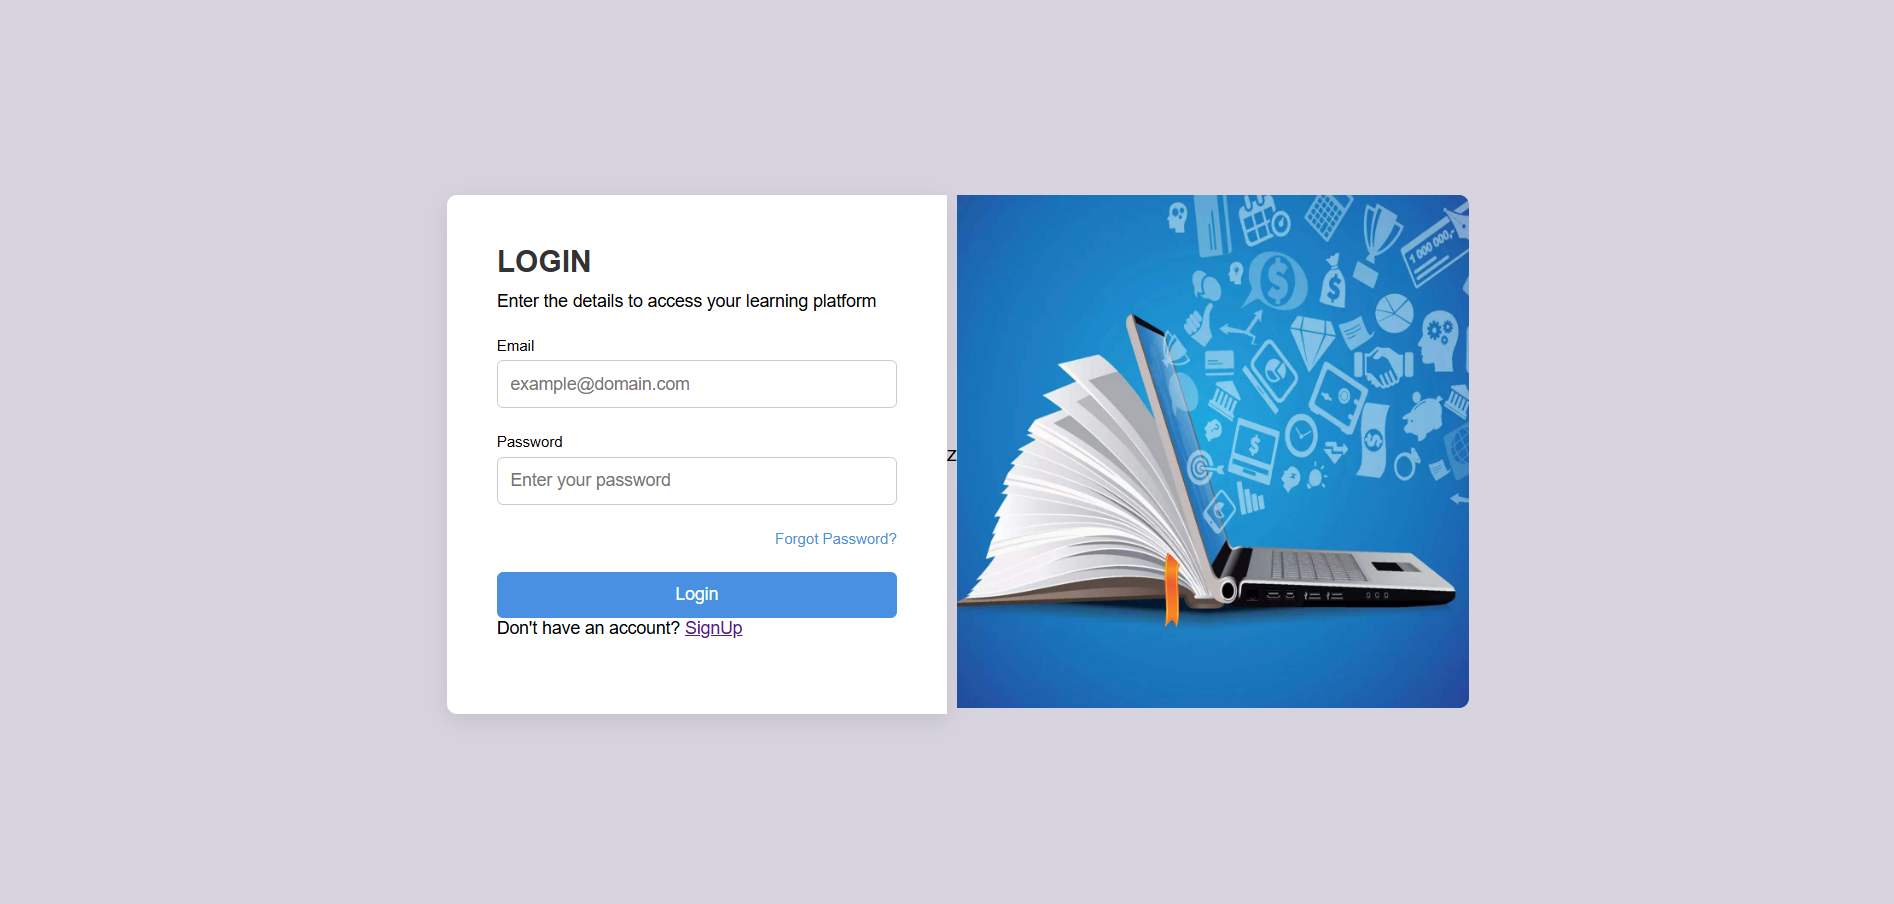 LOGIN
Enter the details to access your learning platform
Email
example@domain.com
Password
Enter your password
Forgot Password?
Login
Don't have an account? SignUp
z
1 000 000,-